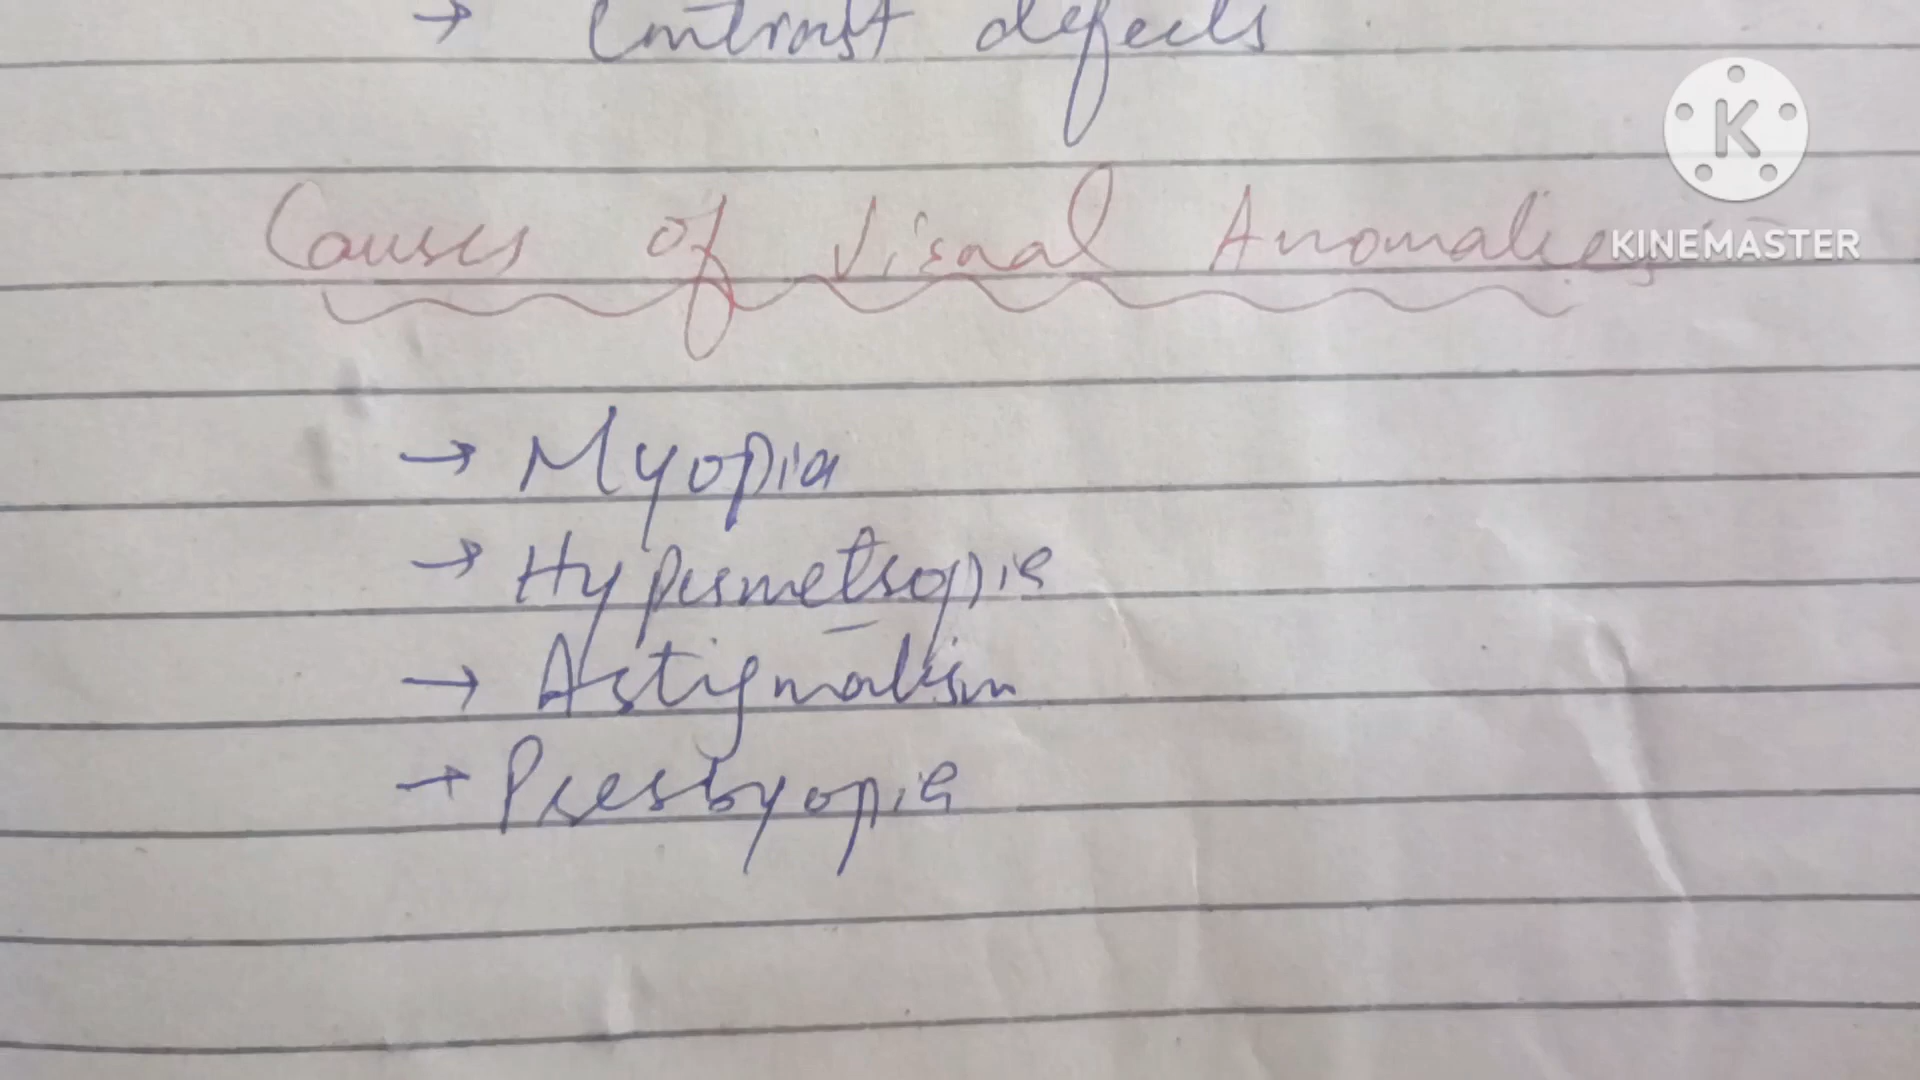 → Contrast defects
Causes of Visual Anomalies
→ Myopia
→ Hypermetropia
→ Astigmatism
→ Presbyopia
K
KINEMASTER